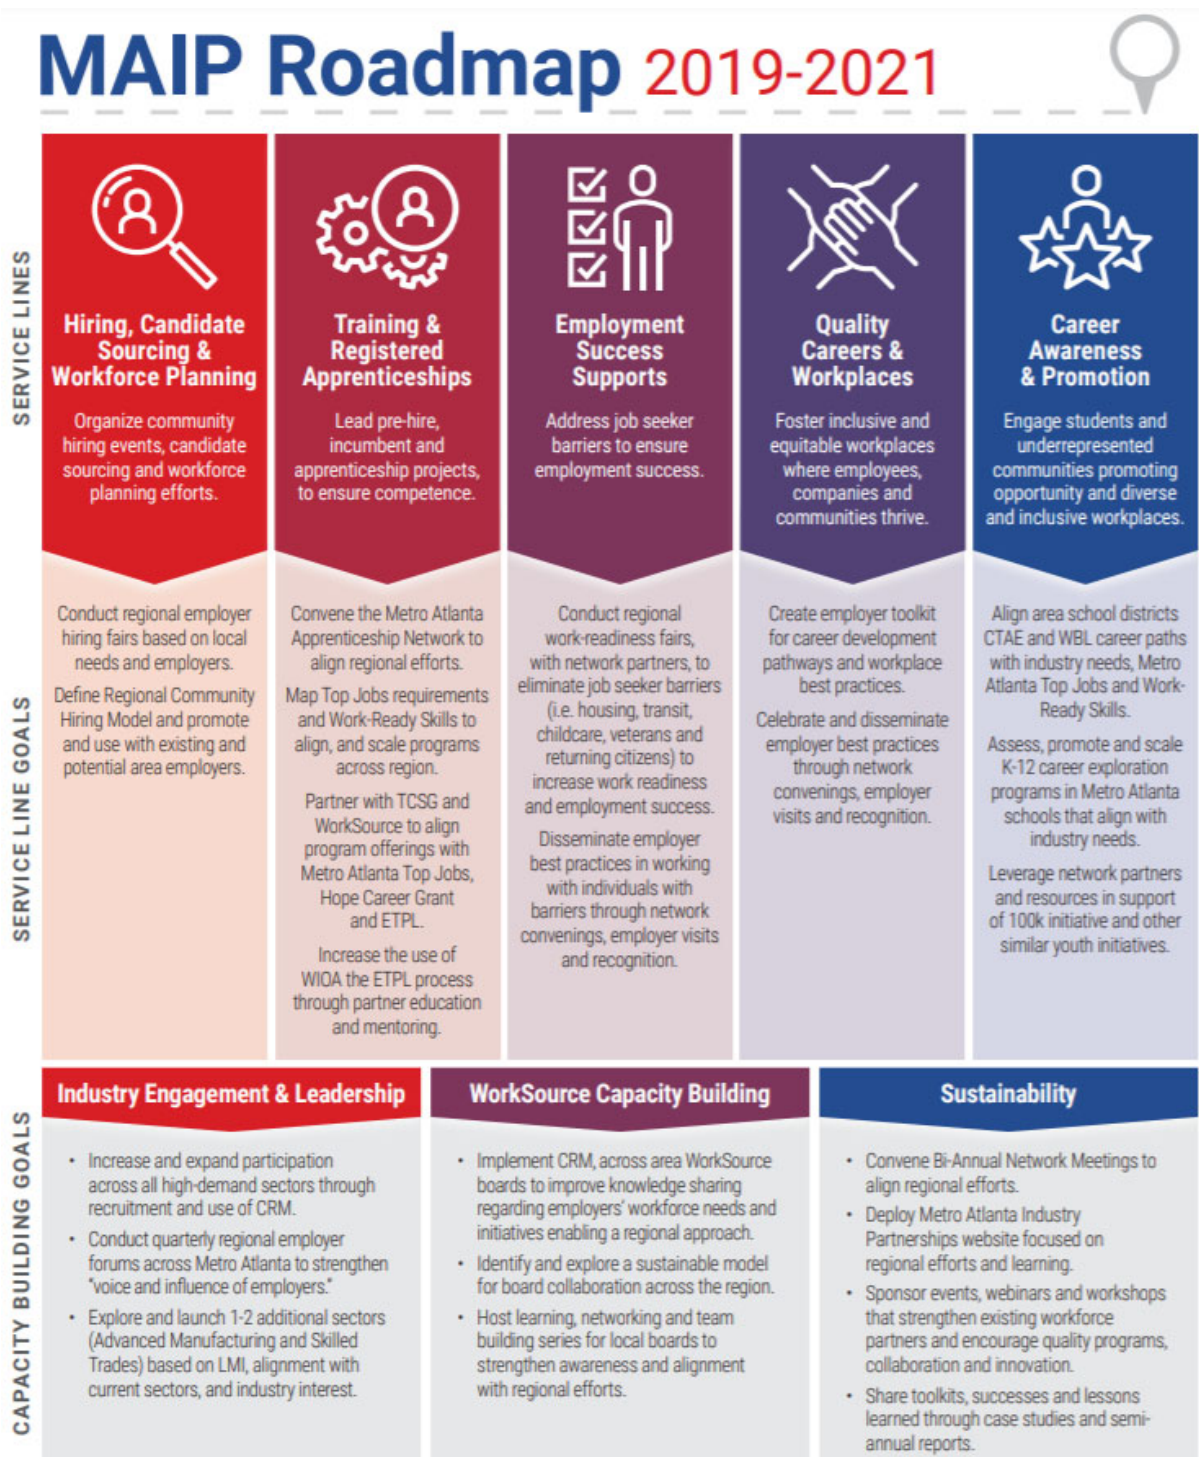 MAIP Roadmap 2019-2021
SERVICE LINES
Hiring, Candidate
Sourcing &
Workforce Planning
Organize community
hiring events, candidate
sourcing and workforce
planning efforts.
Training &
Registered
Apprenticeships
Lead pre-hire,
incumbent and
apprenticeship projects,
to ensure competence.
Employment
Success
Supports
Address job seeker
barriers to ensure
employment success.
Quality
Careers &
Workplaces
Foster inclusive and
equitable workplaces
where employees,
companies and
communities thrive.
Career
Awareness
& Promotion
Engage students and
underrepresented
communities promoting
opportunity and diverse
and inclusive workplaces.
SERVICE LINE GOALS
Conduct regional employer
hiring fairs based on local
needs and employers.
Define Regional Community
Hiring Model and promote
and use with existing and
potential area employers.
Convene the Metro Atlanta
Apprenticeship Network to
align regional efforts.
Map Top Jobs requirements
and Work-Ready Skills to
align, and scale programs
across region.
Partner with TCSG and
WorkSource to align
program offerings with
Metro Atlanta Top Jobs,
Hope Career Grant
and ETPL.
Increase the use of
WIOA the ETPL process
through partner education
and mentoring.
Conduct regional
work-readiness fairs,
with network partners, to
eliminate job seeker barriers
(i.e. housing, transit,
childcare, veterans and
returning citizens) to
increase work readiness
and employment success.
Disseminate employer
best practices in working
with individuals with
barriers through network
convenings, employer visits
and recognition.
Create employer toolkit
for career development
pathways and workplace
best practices.
Celebrate and disseminate
employer best practices
through network
convenings, employer
visits and recognition.
Align area school districts
CTAE and WBL career paths
with industry needs, Metro
Atlanta Top Jobs and Work-
Ready Skills.
Assess, promote and scale
K-12 career exploration
programs in Metro Atlanta
schools that align with
industry needs.
Leverage network partners
and resources in support
of 100k initiative and other
similar youth initiatives.
CAPACITY BUILDING GOALS
Industry Engagement & Leadership
• Increase and expand participation
across all high-demand sectors through
recruitment and use of CRM.
• Conduct quarterly regional employer
forums across Metro Atlanta to strengthen
“voice and influence of employers.”
• Explore and launch 1-2 additional sectors
(Advanced Manufacturing and Skilled
Trades) based on LMI, alignment with
current sectors, and industry interest.
WorkSource Capacity Building
• Implement CRM, across area WorkSource
boards to improve knowledge sharing
regarding employers’ workforce needs and
initiatives enabling a regional approach.
• Identify and explore a sustainable model
for board collaboration across the region.
• Host learning, networking and team
building series for local boards to
strengthen awareness and alignment
with regional efforts.
Sustainability
• Convene Bi-Annual Network Meetings to
align regional efforts.
• Deploy Metro Atlanta Industry
Partnerships website focused on
regional efforts and learning.
• Sponsor events, webinars and workshops
that strengthen existing workforce
partners and encourage quality programs,
collaboration and innovation.
• Share toolkits, successes and lessons
learned through case studies and semi-
annual reports.